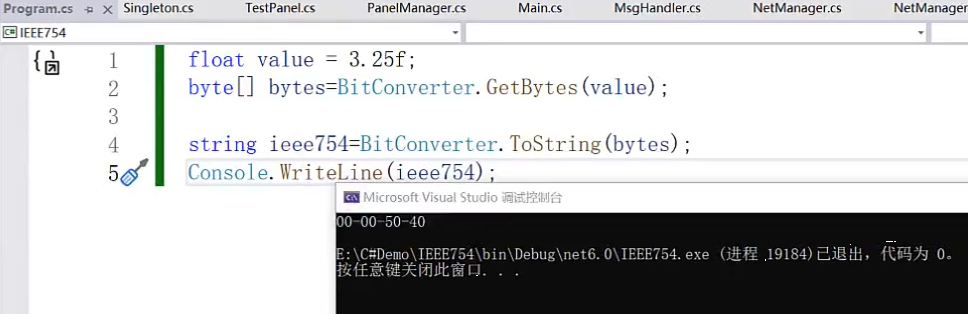 Program.cs Singleton.cs TestPanel.cs PanelManager.cs Main.cs MsgHandler.cs NetManager.cs NetManager
C# IEEE754
1 float value = 3.25f;
2 byte[] bytes=BitConverter.GetBytes(value);
3
4 string ieee754=BitConverter.ToString(bytes);
5 Console.WriteLine(ieee754);
Microsoft Visual Studio 调试控制台
00-00-50-40
E:\C#Demo\IEEE754\bin\Debug\net6.0\IEEE754.exe (进程 19184)已退出，代码为 0。
按任意键关闭此窗口. . .